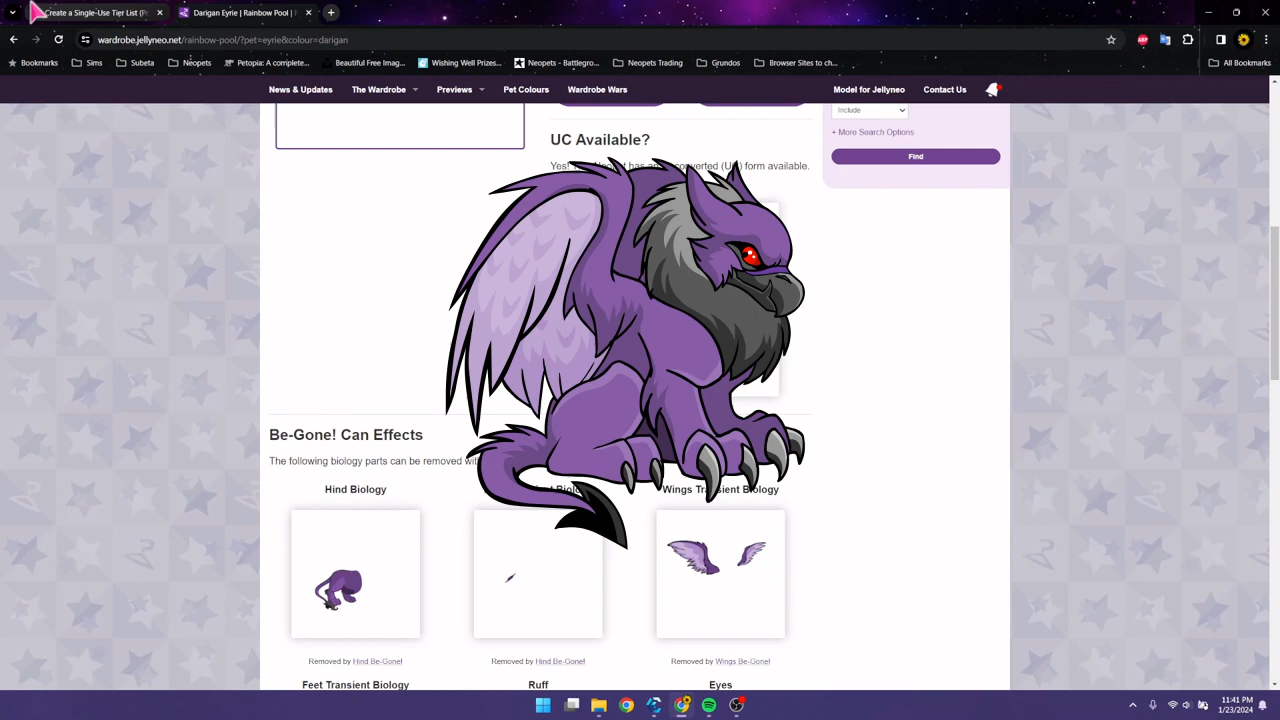 Create a Single-Use Tier List (P
Darigan Eyrie | Rainbow Pool |
wardrobe.jellyneo.net/rainbow-pool/?pet=eyrie&colour=darigan
Bookmarks Sims Subeta Neopets Petopia: A complete... Beautiful Free Imag... Wishing Well Prizes... Neopets - Battlegro... Neopets Trading Grundos Browser Sites to ch... All Bookmarks
News & Updates The Wardrobe Previews Pet Colours Wardrobe Wars Model for Jellyneo Contact Us
Include
+ More Search Options
Find
UC Available?
Yes! has an converted (U form available.
Be-Gone! Can Effects
The following biology parts can be removed
Hind Biology
Wings Transient Biology
Removed by Hind Be-Gone!
Removed by Hind Be-Gone!
Removed by Wings Be-Gone!
Feet Transient Biology
Ruff
Eyes
11:41 PM
1/23/2024